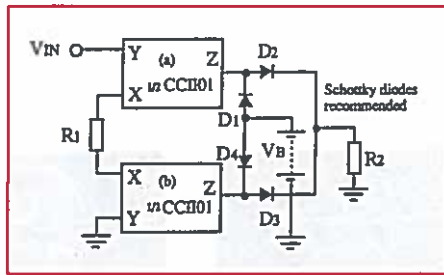 VIN
Y
Z
(a)
1/2 CCII01
X
D2
Schottky diodes
recommended
R1
D1
VB
D4
R2
X
(b)
Z
1/2 CCII01
Y
D3